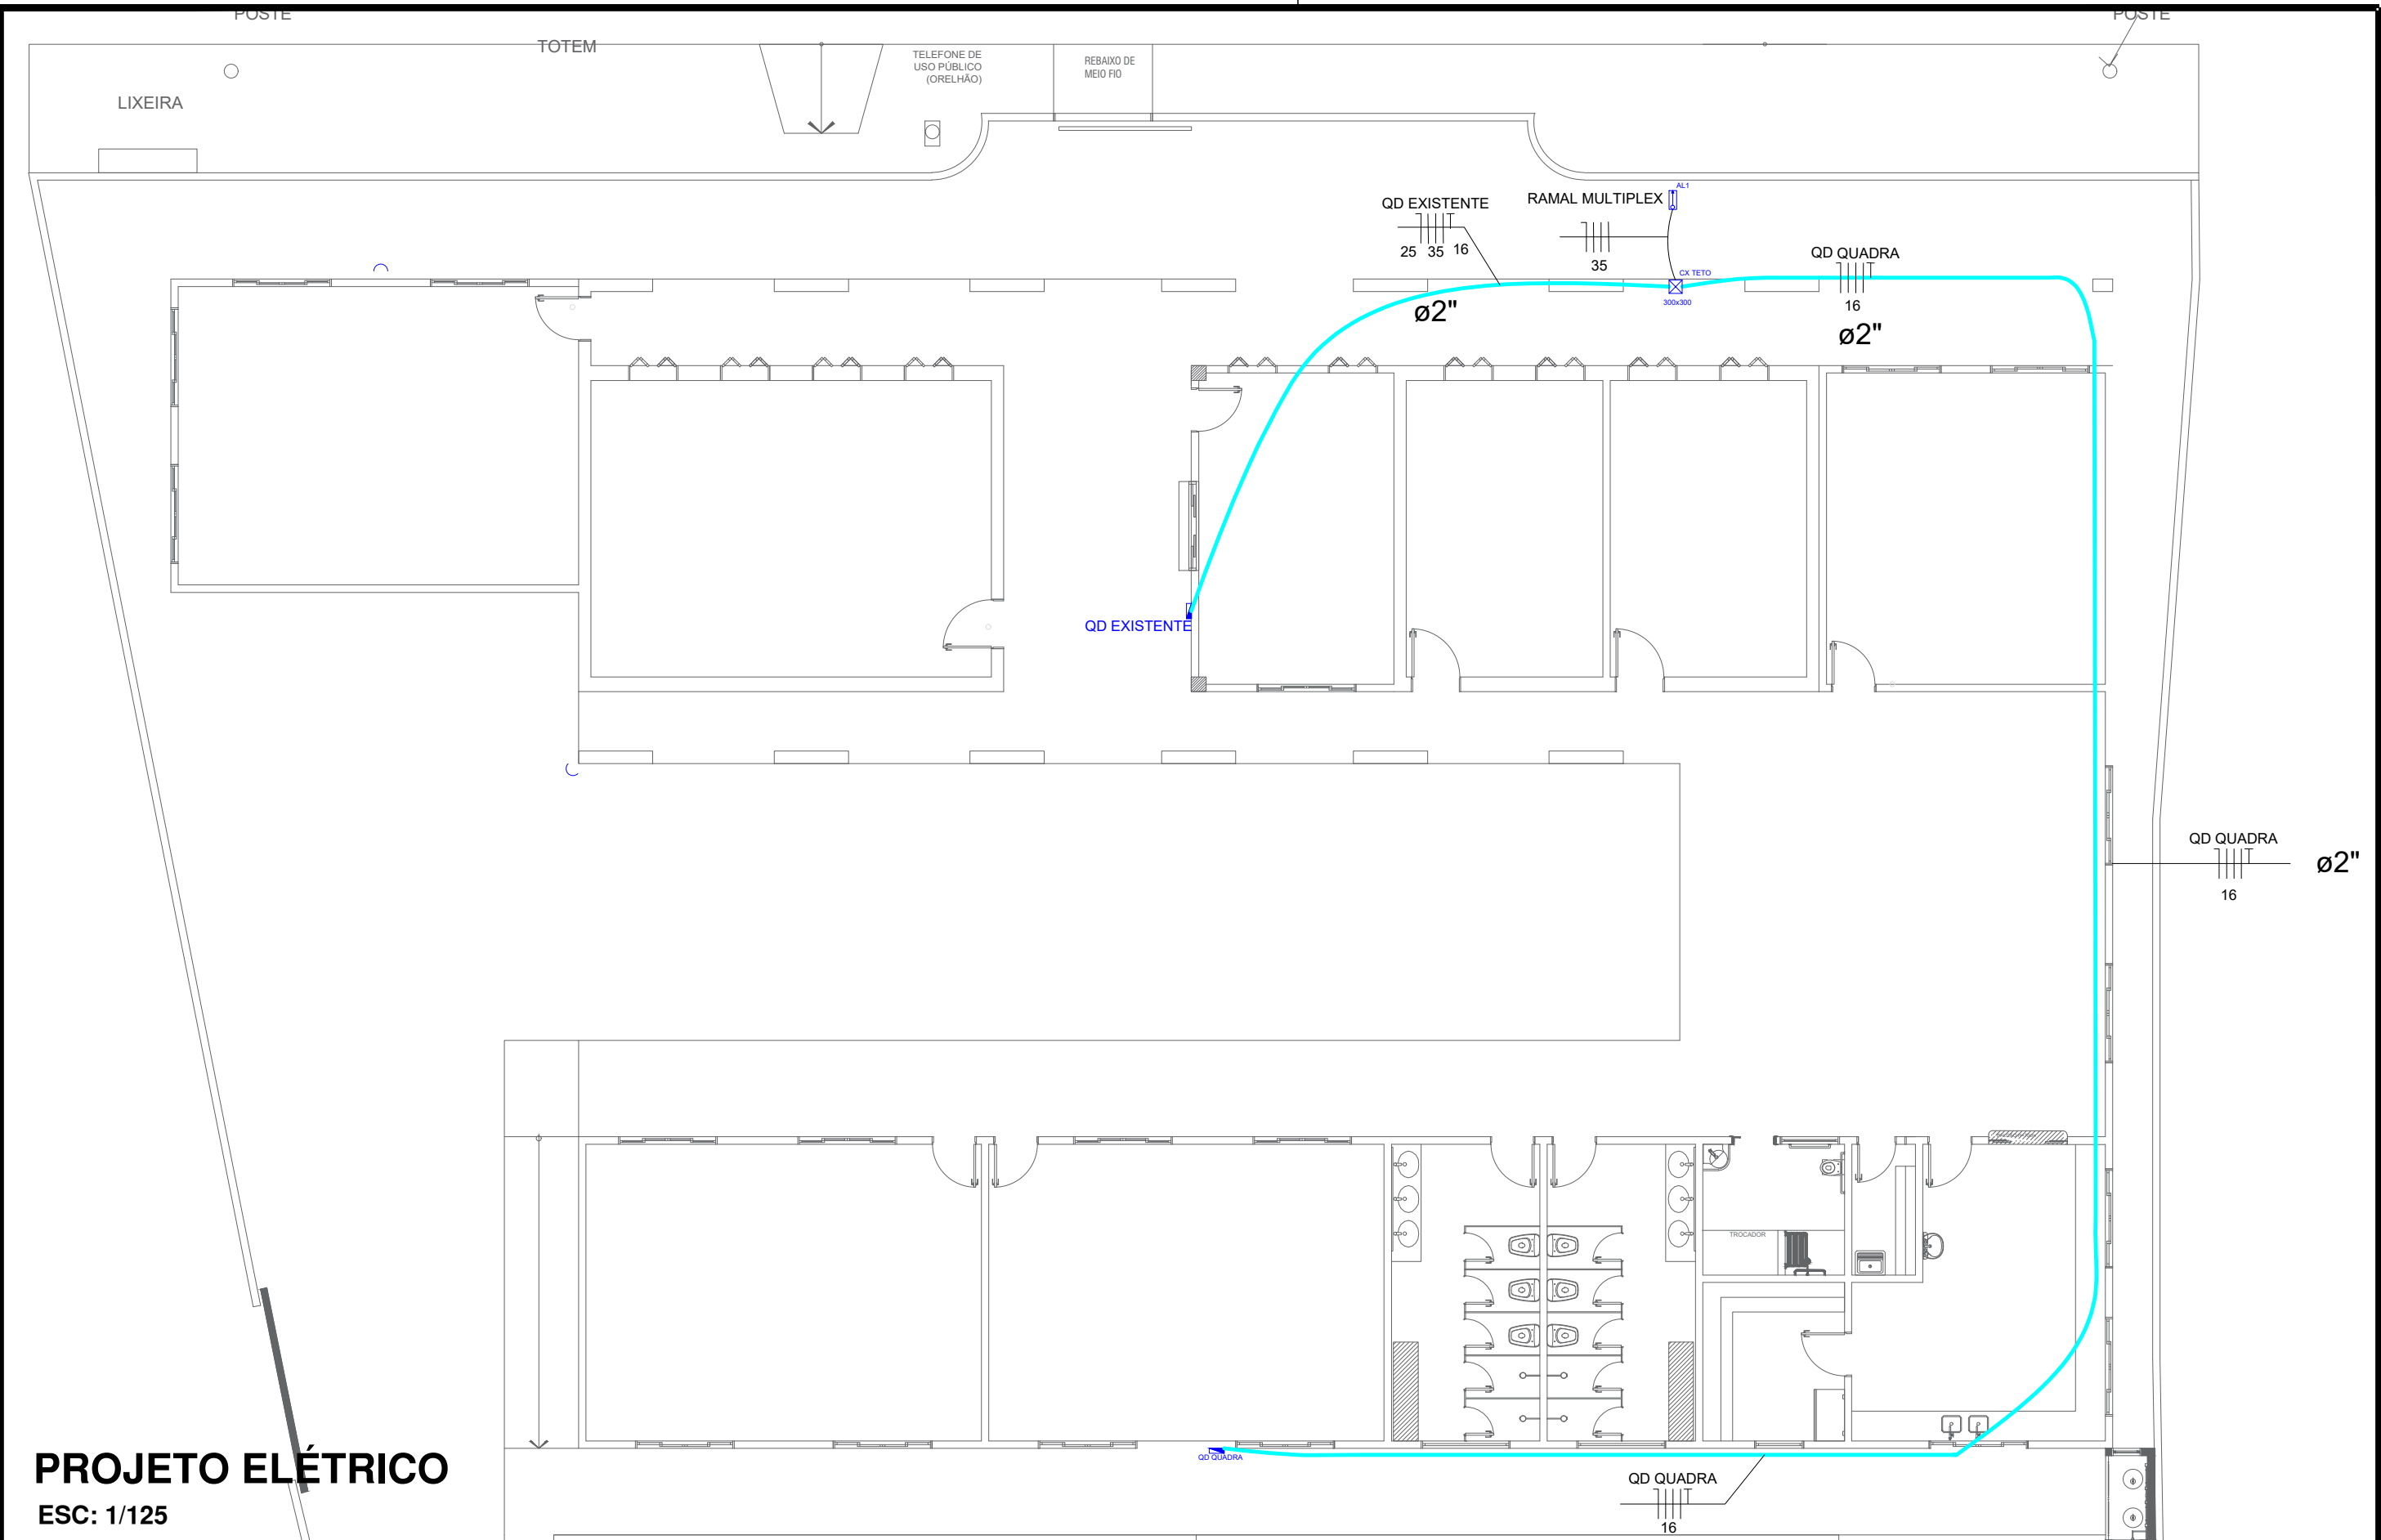 POSTE
POSTE
TOTEM
TELEFONE DE
USO PÚBLICO
(ORELHÃO)
REBAIXO DE
MEIO FIO
LIXEIRA
AL1
QD EXISTENTE
RAMAL MULTIPLEX
25 35 16
35
QD QUADRA
CX TETO
300x300
16
ø2"
ø2"
QD EXISTENTE
QD QUADRA
ø2"
16
TROCADOR
QD QUADRA
QD QUADRA
16
PROJETO ELÉTRICO
ESC: 1/125